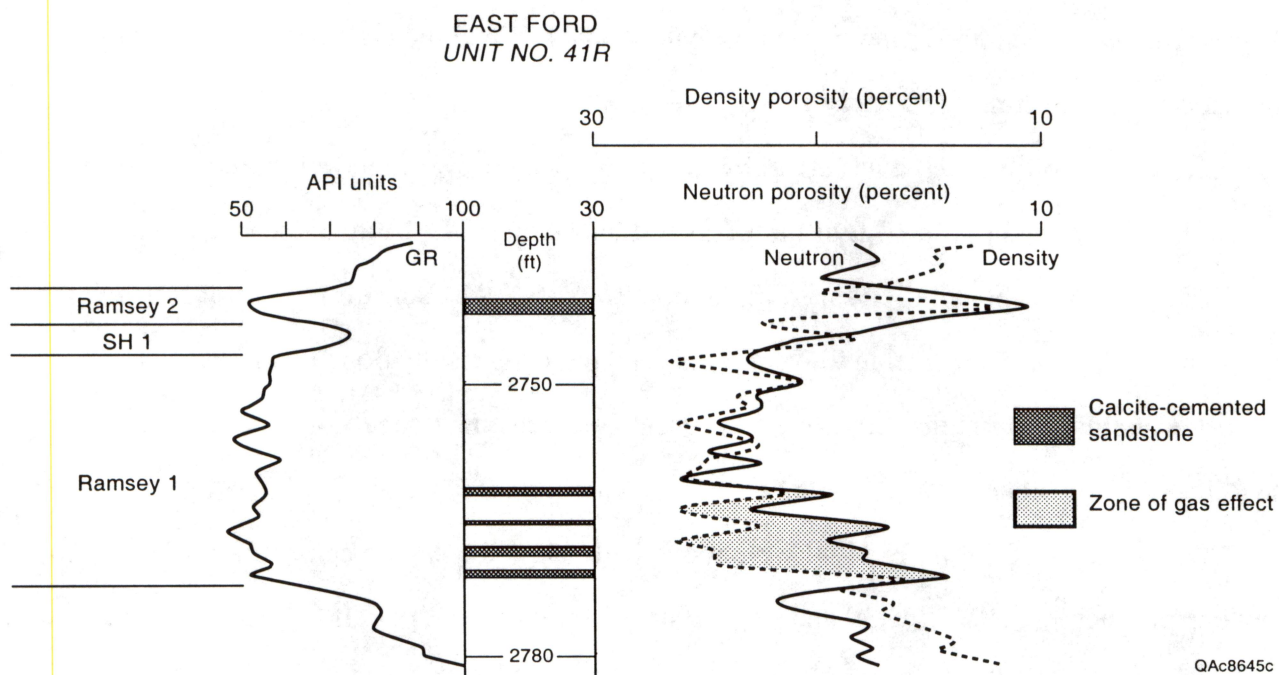 EAST FORD
UNIT NO. 41R
Density porosity (percent)
30 10
API units
Neutron porosity (percent)
50 100 30 10
GR
Depth
(ft)
Neutron Density
Ramsey 2
SH 1
2750
Calcite-cemented
sandstone
Ramsey 1
Zone of gas effect
2780
QAc8645c